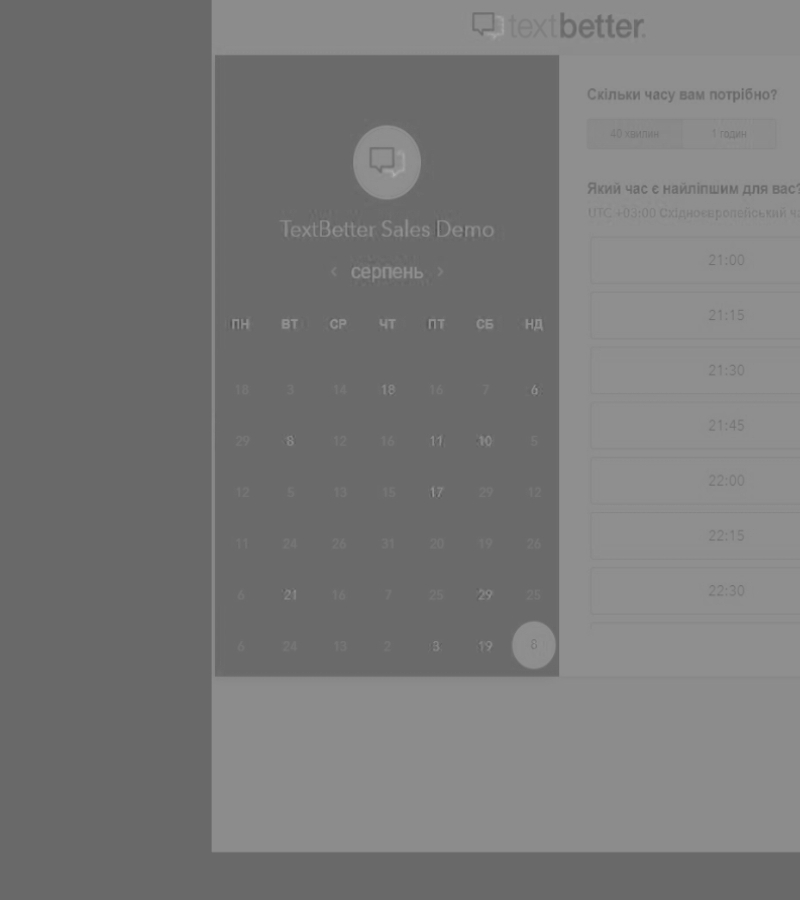 textbetter.
TextBetter Sales Demo
‹ серпень ›
ПН ВТ СР ЧТ ПТ СБ НД
18 3 14 18 16 7 6
29 8 12 16 11 10 5
12 5 13 15 17 29 12
11 24 26 31 20 19 26
6 21 16 7 25 29 28
6 24 13 2 3 19 8
Скільки часу вам потрібно?
1 годин
Який час є найліпшим для вас?
UTC +03:00 Східноєвропейський
21:00
21:15
21:30
21:45
22:00
22:15
22:30